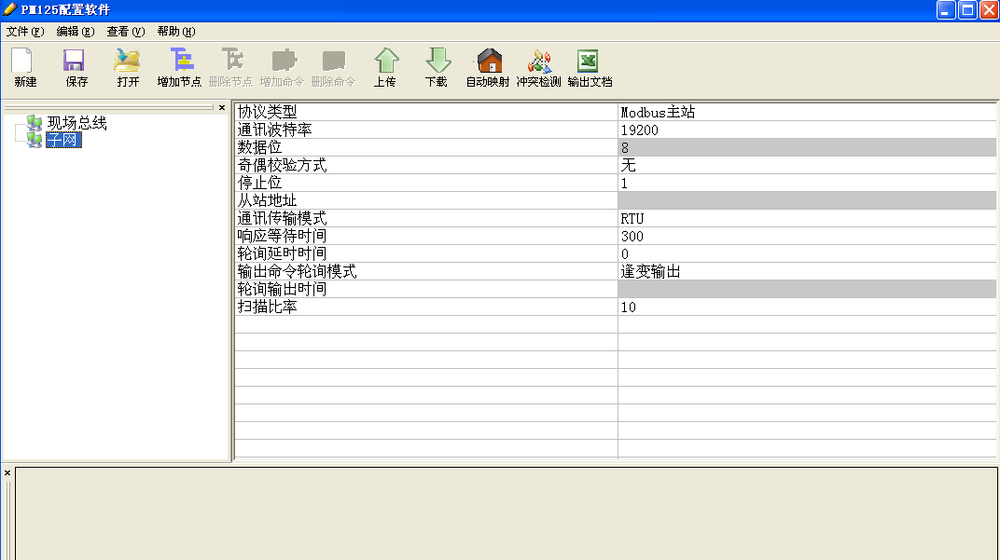 PM125配置软件
文件(F) 编辑(E) 查看(V) 帮助(H)
新建 保存 打开 增加节点 删除节点 增加命令 删除命令 上传 下载 自动映射 冲突检测 输出文档
现场总线
子网
协议类型 Modbus主站
通讯波特率 19200
数据位 8
奇偶校验方式 无
停止位 1
从站地址
通讯传输模式 RTU
响应等待时间 300
轮询延时时间 0
输出命令轮询模式 逢变输出
轮询输出时间
扫描比率 10